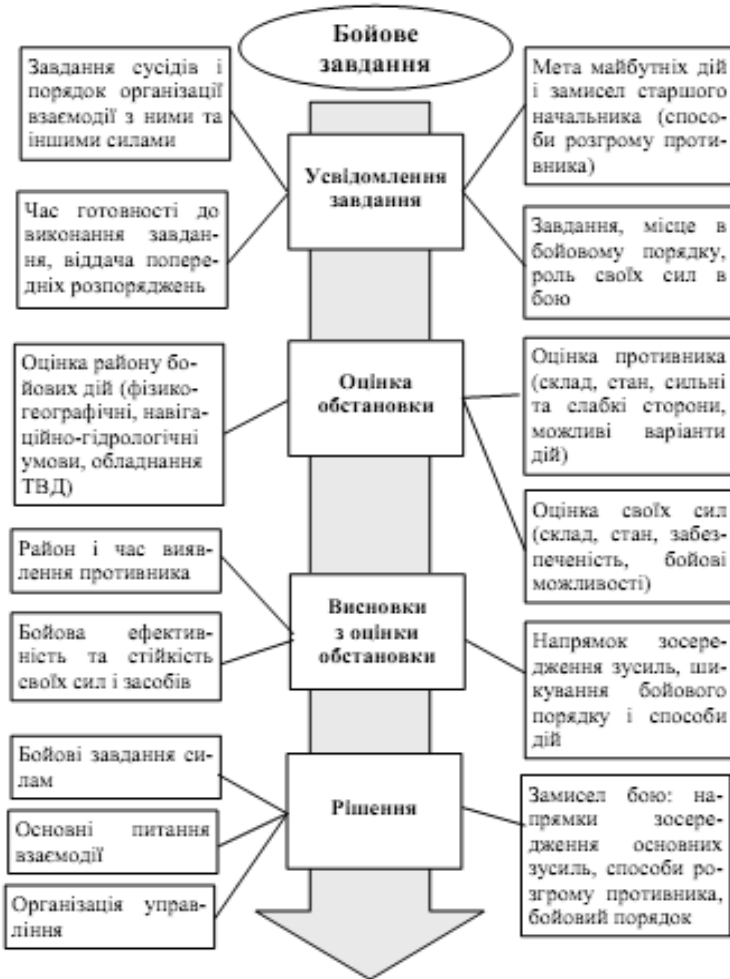 Бойове
завдання
Завдання сусідів і
порядок організації
взаємодії з ними та
іншими силами
Мета майбутніх дій
і замисел старшого
начальника (спосо-
би розгрому проти-
вника)
Усвідомлення
завдання
Час готовності до
виконання завдан-
ня, віддача попере-
дніх розпоряджень
Завдання, місце в
бойовому порядку,
роль своїх сил в
бою
Оцінка району бо-
йових дій (фізико-
географічні, навіга-
ційно-гідрологічні
умови, обладнання
ТВД)
Оцінка
обстановки
Оцінка противника
(склад, стан, сильні
та слабкі сторони,
можливі варіанти
дій)
Оцінка своїх сил
(склад, стан, забез-
печеність, бойові
можливості)
Район і час вияв-
лення противника
Бойова ефектив-
ність та стійкість
своїх сил і засобів
Висновки
з оцінки
обстановки
Напрямок зосере-
дження зусиль, ши-
кування бойового
порядку і способи
дій
Бойові завдання си-
лам
Основні питання
взаємодії
Організація управ-
ління
Рішення
Замисел бою: на-
прямки зосере-
дження основних
зусиль, способи ро-
згрому противника,
бойовий порядок